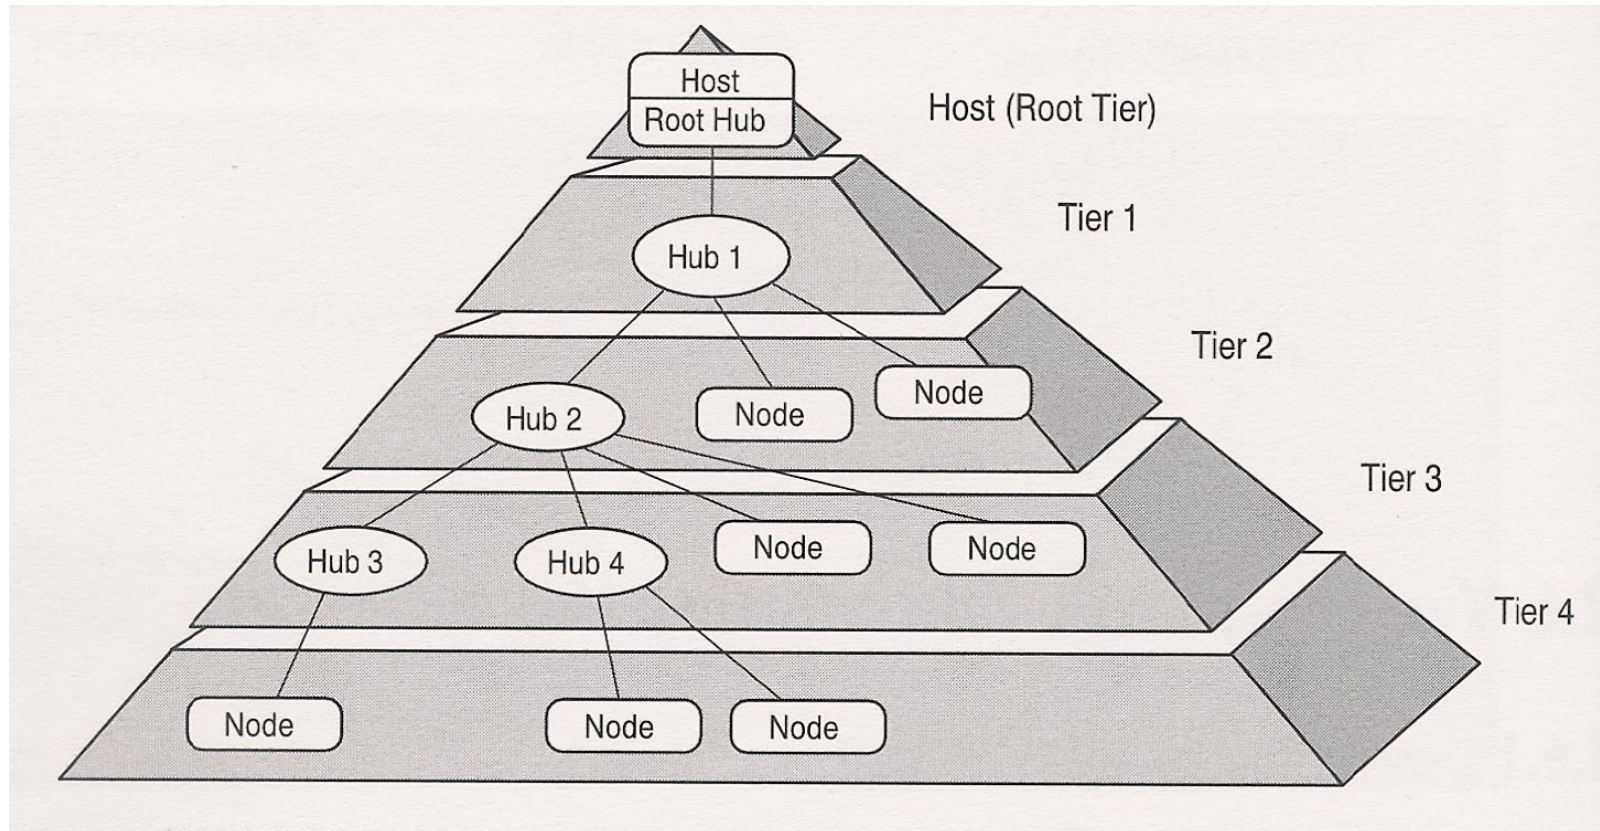 Host
Root Hub
Host (Root Tier)
Tier 1
Hub 1
Tier 2
Node
Hub 2
Node
Tier 3
Hub 3
Hub 4
Node
Node
Tier 4
Node
Node
Node